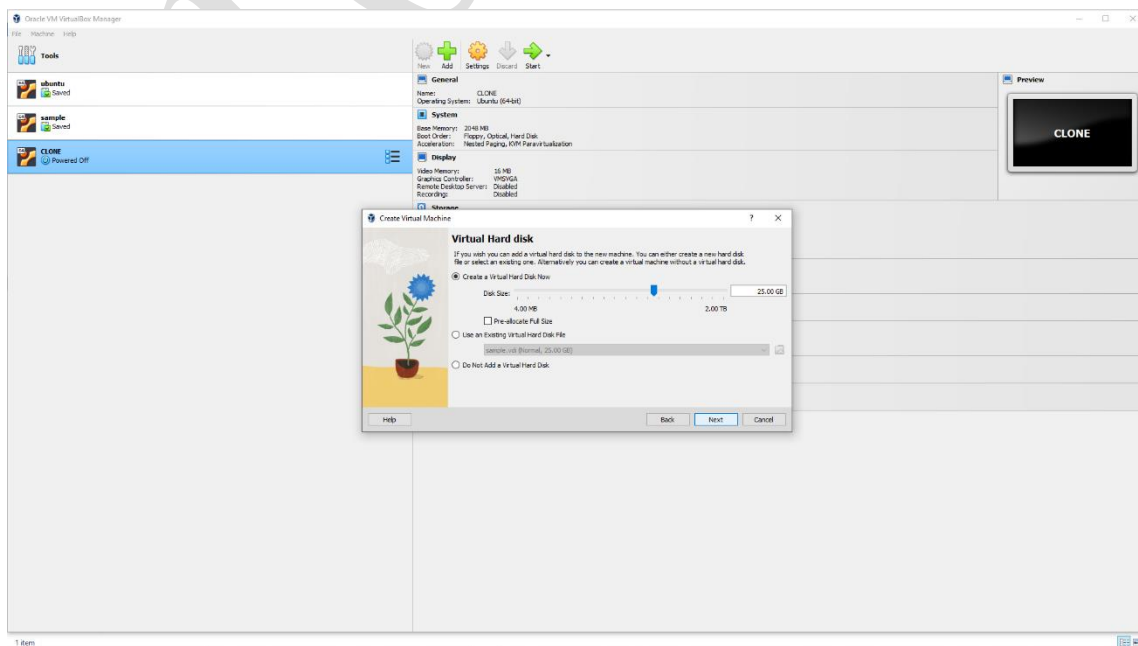 Oracle VM VirtualBox Manager
File Machine Help
Tools
New Add Settings Discard Start
ubuntu
Saved
sample
Saved
CLONE
Powered Off
General
Name: CLONE
Operating System: Ubuntu (64-bit)
System
Base Memory: 2048 MB
Boot Order: Floppy, Optical, Hard Disk
Acceleration: Nested Paging, KVM Paravirtualization
Display
Video Memory: 16 MB
Graphics Controller: VMSVGA
Remote Desktop Server: Disabled
Recording: Disabled
Storage
Preview
CLONE
Create Virtual Machine
? X
Virtual Hard disk
If you wish you can add a virtual hard disk to the new machine. You can either create a new hard disk
file or select an existing one. Alternatively you can create a virtual machine without a virtual hard disk.
Create a Virtual Hard Disk Now
Disk Size: 25.00 GB
4.00 MB 2.00 TB
Pre-allocate Full Size
Use an Existing Virtual Hard Disk File
sample.vdi (Normal, 25.00 GB)
Do Not Add a Virtual Hard Disk
Help Back Next Cancel
1 item